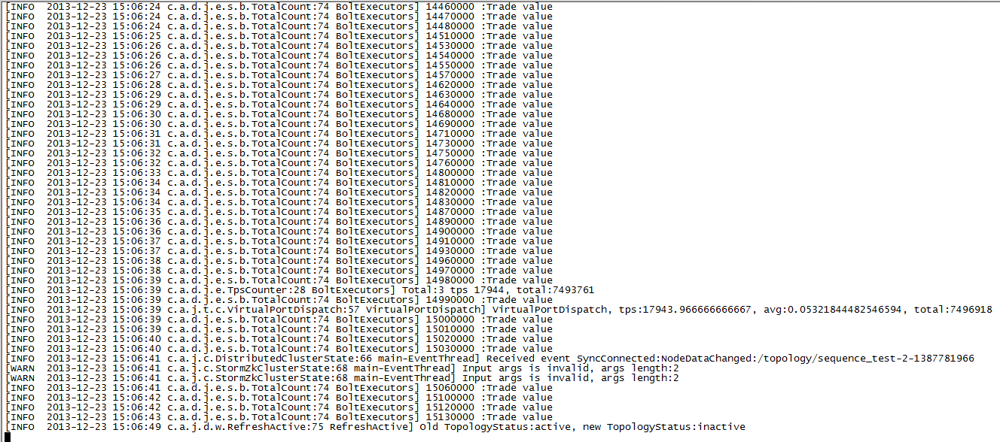 [INFO  2013-12-23 15:06:24 c.a.d.j.e.s.b.TotalCount:74 BoltExecutors] 14460000 :Trade value
[INFO  2013-12-23 15:06:24 c.a.d.j.e.s.b.TotalCount:74 BoltExecutors] 14470000 :Trade value
[INFO  2013-12-23 15:06:24 c.a.d.j.e.s.b.TotalCount:74 BoltExecutors] 14480000 :Trade value
[INFO  2013-12-23 15:06:25 c.a.d.j.e.s.b.TotalCount:74 BoltExecutors] 14510000 :Trade value
[INFO  2013-12-23 15:06:26 c.a.d.j.e.s.b.TotalCount:74 BoltExecutors] 14530000 :Trade value
[INFO  2013-12-23 15:06:26 c.a.d.j.e.s.b.TotalCount:74 BoltExecutors] 14540000 :Trade value
[INFO  2013-12-23 15:06:26 c.a.d.j.e.s.b.TotalCount:74 BoltExecutors] 14550000 :Trade value
[INFO  2013-12-23 15:06:27 c.a.d.j.e.s.b.TotalCount:74 BoltExecutors] 14570000 :Trade value
[INFO  2013-12-23 15:06:28 c.a.d.j.e.s.b.TotalCount:74 BoltExecutors] 14620000 :Trade value
[INFO  2013-12-23 15:06:29 c.a.d.j.e.s.b.TotalCount:74 BoltExecutors] 14630000 :Trade value
[INFO  2013-12-23 15:06:29 c.a.d.j.e.s.b.TotalCount:74 BoltExecutors] 14640000 :Trade value
[INFO  2013-12-23 15:06:30 c.a.d.j.e.s.b.TotalCount:74 BoltExecutors] 14680000 :Trade value
[INFO  2013-12-23 15:06:30 c.a.d.j.e.s.b.TotalCount:74 BoltExecutors] 14690000 :Trade value
[INFO  2013-12-23 15:06:31 c.a.d.j.e.s.b.TotalCount:74 BoltExecutors] 14710000 :Trade value
[INFO  2013-12-23 15:06:31 c.a.d.j.e.s.b.TotalCount:74 BoltExecutors] 14730000 :Trade value
[INFO  2013-12-23 15:06:32 c.a.d.j.e.s.b.TotalCount:74 BoltExecutors] 14750000 :Trade value
[INFO  2013-12-23 15:06:32 c.a.d.j.e.s.b.TotalCount:74 BoltExecutors] 14760000 :Trade value
[INFO  2013-12-23 15:06:33 c.a.d.j.e.s.b.TotalCount:74 BoltExecutors] 14800000 :Trade value
[INFO  2013-12-23 15:06:34 c.a.d.j.e.s.b.TotalCount:74 BoltExecutors] 14810000 :Trade value
[INFO  2013-12-23 15:06:34 c.a.d.j.e.s.b.TotalCount:74 BoltExecutors] 14820000 :Trade value
[INFO  2013-12-23 15:06:34 c.a.d.j.e.s.b.TotalCount:74 BoltExecutors] 14830000 :Trade value
[INFO  2013-12-23 15:06:35 c.a.d.j.e.s.b.TotalCount:74 BoltExecutors] 14870000 :Trade value
[INFO  2013-12-23 15:06:36 c.a.d.j.e.s.b.TotalCount:74 BoltExecutors] 14890000 :Trade value
[INFO  2013-12-23 15:06:36 c.a.d.j.e.s.b.TotalCount:74 BoltExecutors] 14900000 :Trade value
[INFO  2013-12-23 15:06:37 c.a.d.j.e.s.b.TotalCount:74 BoltExecutors] 14910000 :Trade value
[INFO  2013-12-23 15:06:37 c.a.d.j.e.s.b.TotalCount:74 BoltExecutors] 14930000 :Trade value
[INFO  2013-12-23 15:06:38 c.a.d.j.e.s.b.TotalCount:74 BoltExecutors] 14960000 :Trade value
[INFO  2013-12-23 15:06:38 c.a.d.j.e.s.b.TotalCount:74 BoltExecutors] 14970000 :Trade value
[INFO  2013-12-23 15:06:39 c.a.d.j.e.s.b.TotalCount:74 BoltExecutors] 14980000 :Trade value
[INFO  2013-12-23 15:06:39 c.a.d.j.e.TpsCounter:28 BoltExecutors] Total:3 tps 17944, total:7493761
[INFO  2013-12-23 15:06:39 c.a.d.j.e.s.b.TotalCount:74 BoltExecutors] 14990000 :Trade value
[INFO  2013-12-23 15:06:39 c.a.j.t.c.VirtualPortDispatch:57 VirtualPortDispatch] VirtualPortDispatch, tps:17943.966666666667, avg:0.05321844482546594, total:7496918
[INFO  2013-12-23 15:06:39 c.a.d.j.e.s.b.TotalCount:74 BoltExecutors] 15000000 :Trade value
[INFO  2013-12-23 15:06:39 c.a.d.j.e.s.b.TotalCount:74 BoltExecutors] 15010000 :Trade value
[INFO  2013-12-23 15:06:40 c.a.d.j.e.s.b.TotalCount:74 BoltExecutors] 15020000 :Trade value
[INFO  2013-12-23 15:06:40 c.a.d.j.e.s.b.TotalCount:74 BoltExecutors] 15030000 :Trade value
[INFO  2013-12-23 15:06:41 c.a.j.c.DistributedClusterState:66 main-EventThread] Received event SyncConnected:NodeDataChanged:/topology/sequence_test-2-1387781966
[WARN  2013-12-23 15:06:41 c.a.j.c.StormZkClusterState:68 main-EventThread] Input args is invalid, args length:2
[WARN  2013-12-23 15:06:41 c.a.j.c.StormZkClusterState:68 main-EventThread] Input args is invalid, args length:2
[INFO  2013-12-23 15:06:41 c.a.d.j.e.s.b.TotalCount:74 BoltExecutors] 15060000 :Trade value
[INFO  2013-12-23 15:06:42 c.a.d.j.e.s.b.TotalCount:74 BoltExecutors] 15100000 :Trade value
[INFO  2013-12-23 15:06:42 c.a.d.j.e.s.b.TotalCount:74 BoltExecutors] 15120000 :Trade value
[INFO  2013-12-23 15:06:43 c.a.d.j.e.s.b.TotalCount:74 BoltExecutors] 15130000 :Trade value
[INFO  2013-12-23 15:06:49 c.a.j.d.w.RefreshActive:75 RefreshActive] Old TopologyStatus:active, new TopologyStatus:inactive